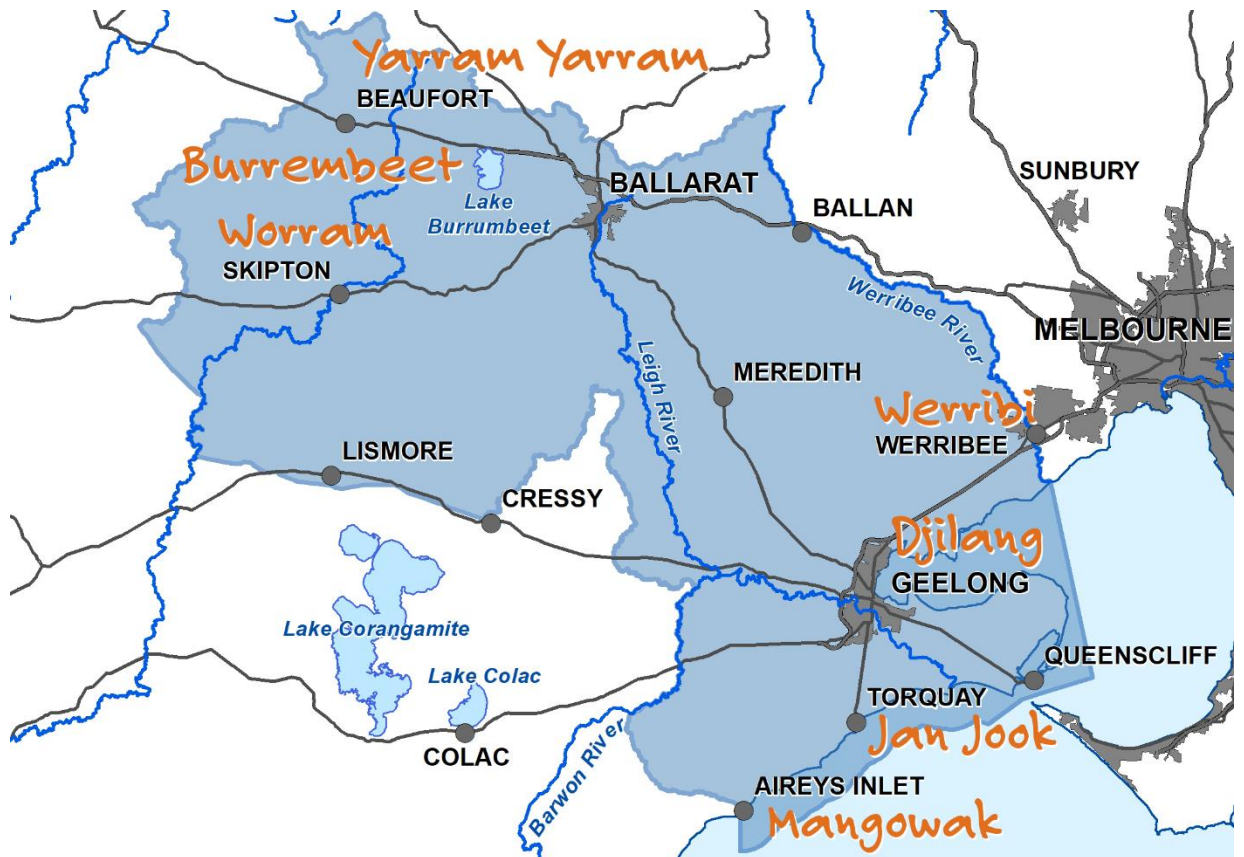 Yarram Yarram
BEAUFORT
Burrembeet
Lake
Burrumbeet
BALLARAT
SUNBURY
BALLAN
Worram
SKIPTON
Werribee River
MELBOURNE
Leigh River
MEREDITH
Werribi
WERRIBEE
LISMORE
CRESSY
Djilang
GEELONG
Lake Corangamite
Lake Colac
QUEENSCLIFF
TORQUAY
Jan Jook
COLAC
Barwon River
AIREYS INLET
Mangowak